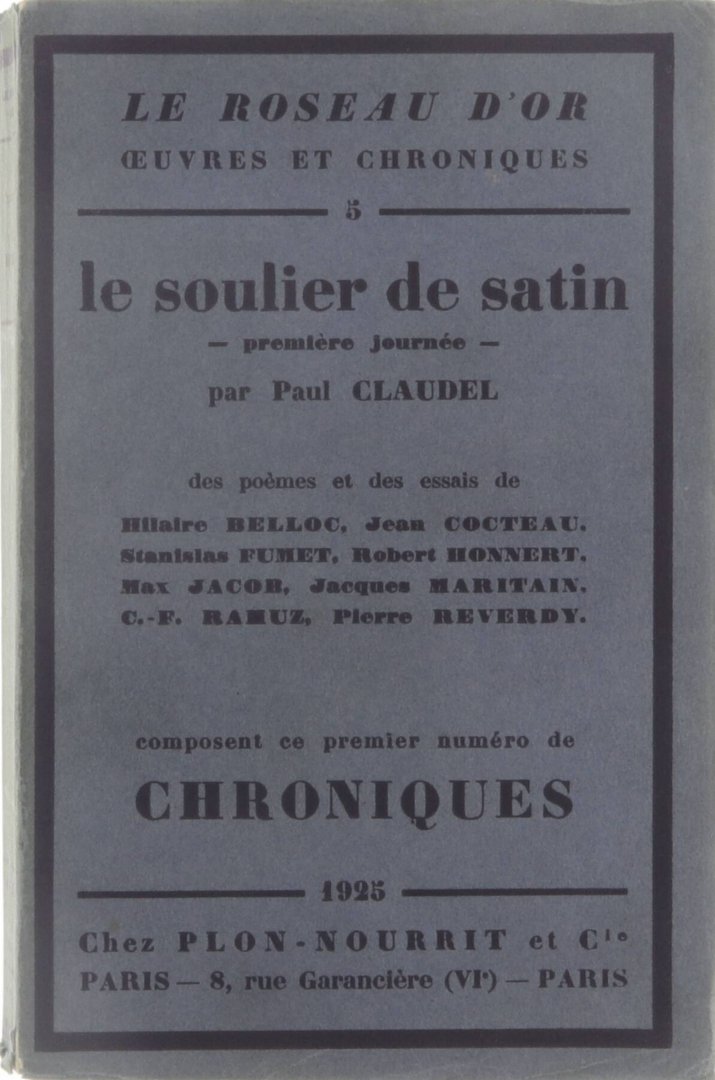 LE ROSEAU D'OR
ŒUVRES ET CHRONIQUES
5
le soulier de satin
— première journée —
par Paul CLAUDEL
des poèmes et des essais de
Hilaire BELLOC, Jean COCTEAU,
Stanislas FUMET, Robert HONNERT,
Max JACOB, Jacques MARITAIN,
C.-F. RAMUZ, Pierre REVERDY.
composent ce premier numéro de
CHRONIQUES
1925
Chez PLON-NOURRIT et Cie
PARIS — 8, rue Garancière (VIe) — PARIS